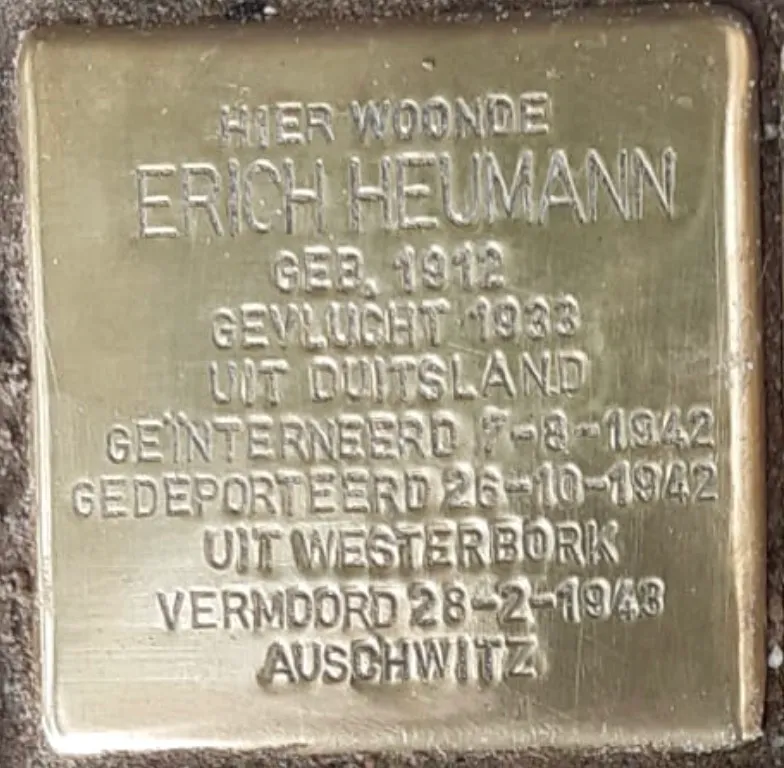 HIER WOONDE
ERICH HEUMANN
GEB. 1912
GEVLUCHT 1933
UIT DUITSLAND
GEÏNTERNEERD 7-8-1942
GEDEPORTEERD 26-10-1942
UIT WESTERBORK
VERMOORD 28-2-1943
AUSCHWITZ